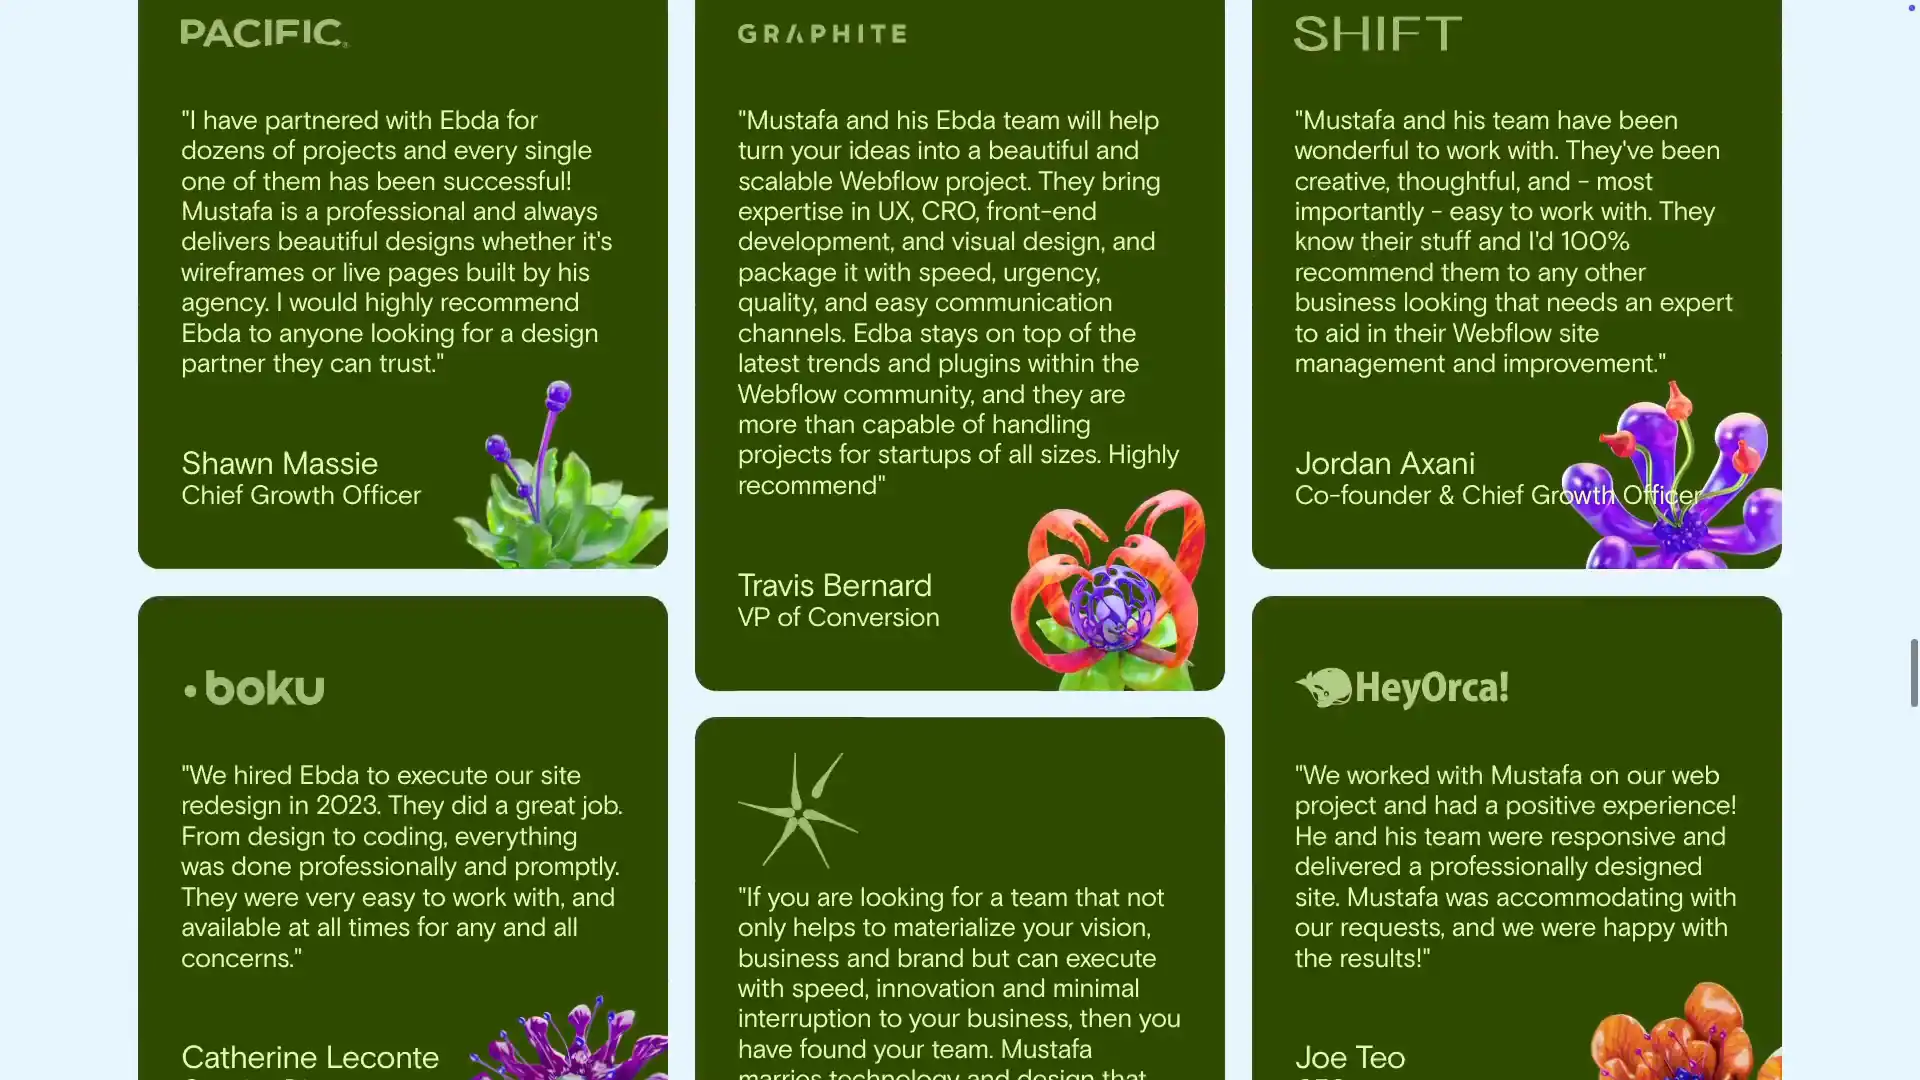 PACIFIC
"I have partnered with Ebda for
dozens of projects and every single
one of them has been successful!
Mustafa is a professional and always
delivers beautiful designs whether it's
wireframes or live pages built by his
agency. I would highly recommend
Ebda to anyone looking for a design
partner they can trust."
Shawn Massie
Chief Growth Officer
GRAPHITE
"Mustafa and his Ebda team will help
turn your ideas into a beautiful and
scalable Webflow project. They bring
expertise in UX, CRO, front-end
development, and visual design, and
package it with speed, urgency,
quality, and easy communication
channels. Edba stays on top of the
latest trends and plugins within the
Webflow community, and they are
more than capable of handling
projects for startups of all sizes. Highly
recommend"
Travis Bernard
VP of Conversion
SHIFT
"Mustafa and his team have been
wonderful to work with. They've been
creative, thoughtful, and – most
importantly – easy to work with. They
know their stuff and I'd 100%
recommend them to any other
business looking that needs an expert
to aid in their Webflow site
management and improvement."
Jordan Axani
Co-founder & Chief Growth Officer
boku
"We hired Ebda to execute our site
redesign in 2023. They did a great job.
From design to coding, everything
was done professionally and promptly.
They were very easy to work with, and
available at all times for any and all
concerns."
Catherine Leconte
"If you are looking for a team that not
only helps to materialize your vision,
business and brand but can execute
with speed, innovation and minimal
interruption to your business, then you
have found your team. Mustafa
marries technology and design that
HeyOrca!
"We worked with Mustafa on our web
project and had a positive experience!
He and his team were responsive and
delivered a professionally designed
site. Mustafa was accommodating with
our requests, and we were happy with
the results!"
Joe Teo